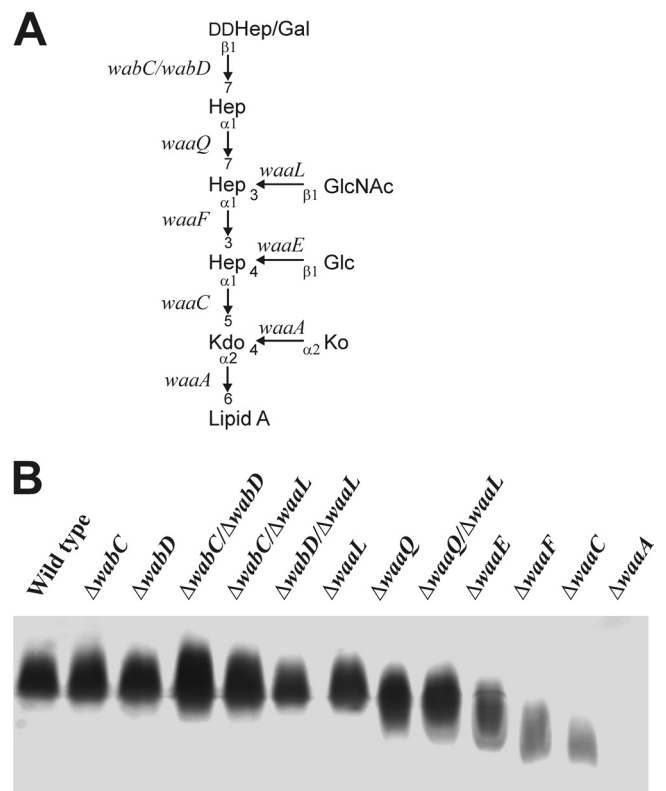 A
DDHep/Gal
β1
wabC/wabD
7
Hep
α1
waaQ
7
Hep 3 waaL β1 GlcNAc
α1
waaF
3
Hep 4 waaE β1 Glc
α1
waaC
5
Kdo 4 waaA α2 Ko
α2
waaA
6
Lipid A
B
Wild type
ΔwabC
ΔwabD
ΔwabC/ΔwabD
ΔwabC/ΔwaaL
ΔwabD/ΔwaaL
ΔwaaL
ΔwaaQ
ΔwaaQ/ΔwaaL
ΔwaaE
ΔwaaF
ΔwaaC
ΔwaaA